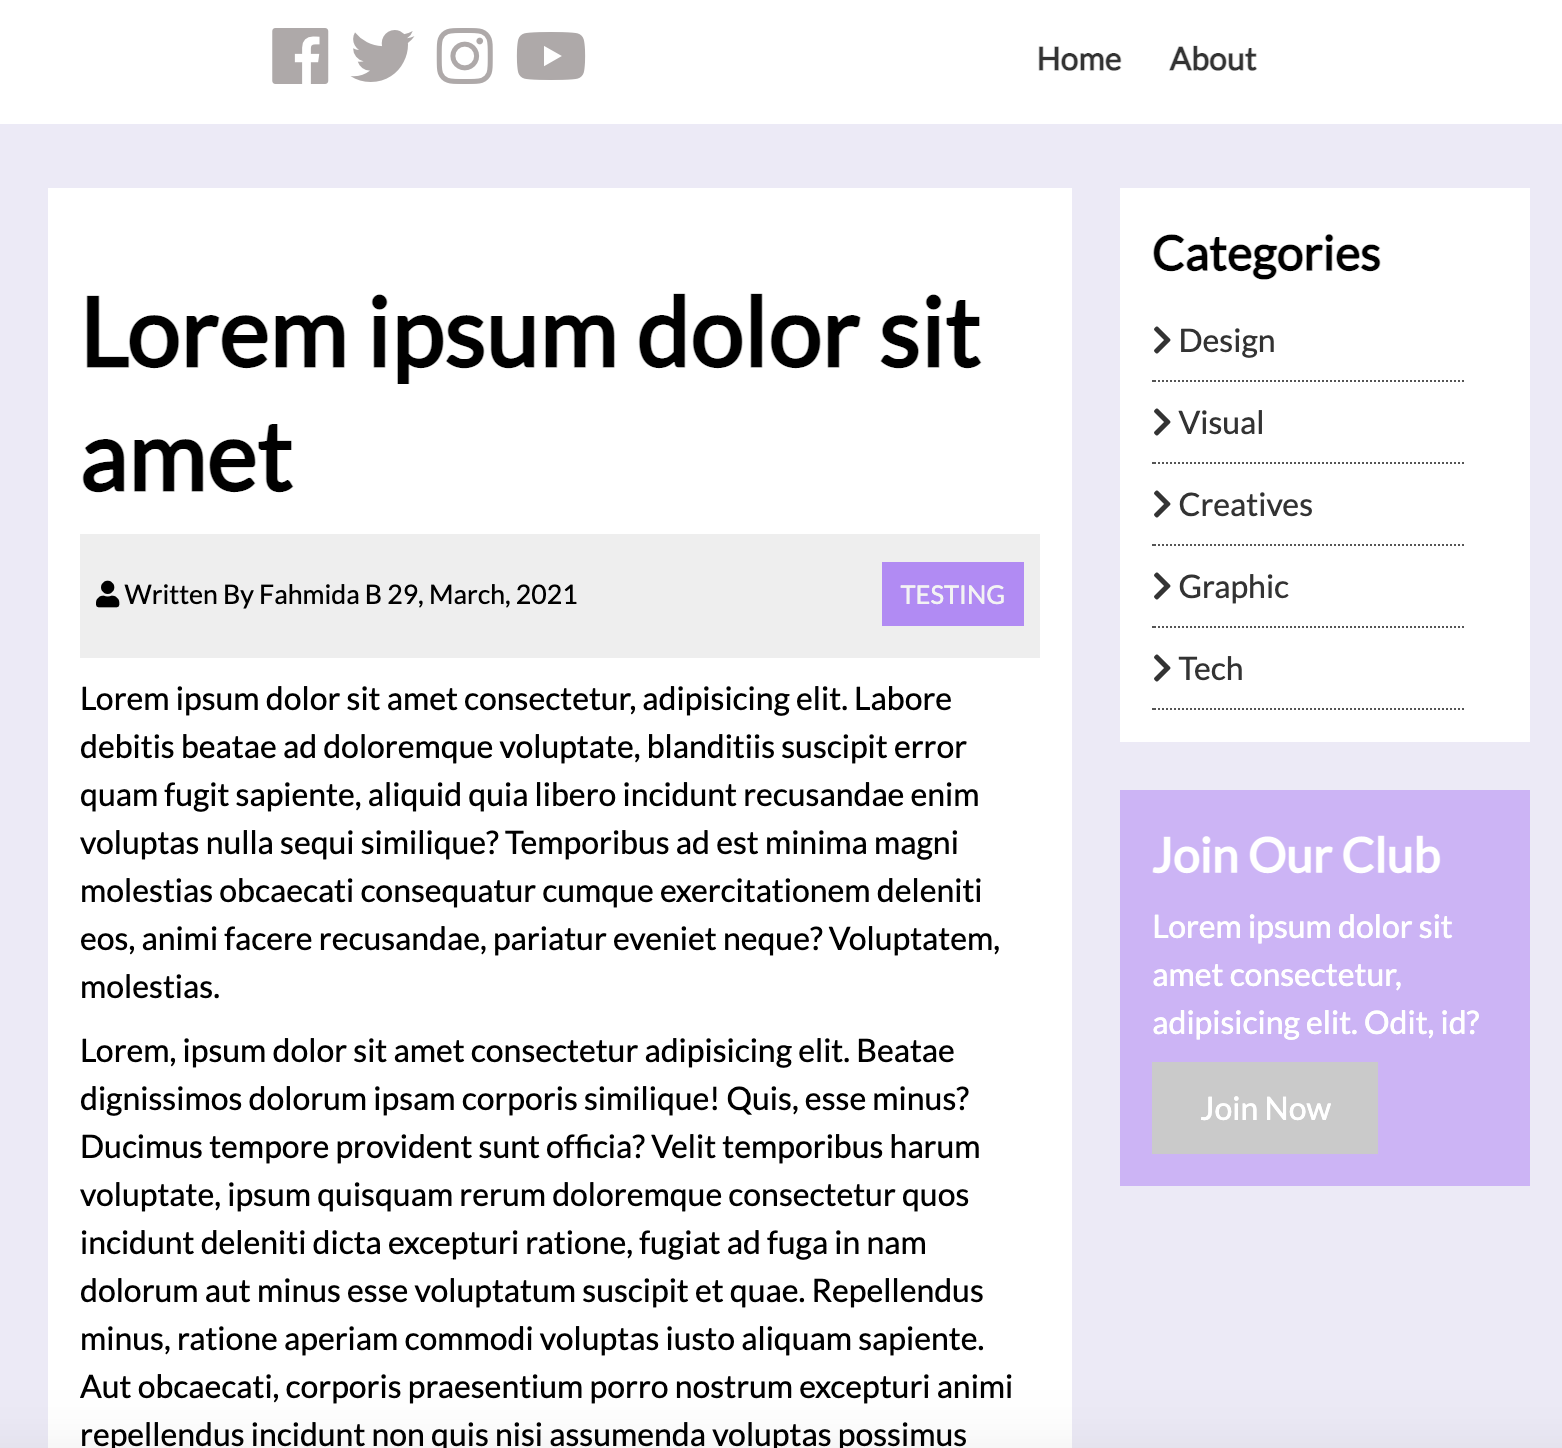 Home About
Lorem ipsum dolor sit
amet
Written By Fahmida B 29, March, 2021
TESTING
Lorem ipsum dolor sit amet consectetur, adipisicing elit. Labore
debitis beatae ad doloremque voluptate, blanditiis suscipit error
quam fugit sapiente, aliquid quia libero incidunt recusandae enim
voluptas nulla sequi similique? Temporibus ad est minima magni
molestias obcaecati consequatur cumque exercitationem deleniti
eos, animi facere recusandae, pariatur eveniet neque? Voluptatem,
molestias.
Lorem, ipsum dolor sit amet consectetur adipisicing elit. Beatae
dignissimos dolorum ipsam corporis similique! Quis, esse minus?
Ducimus tempore provident sunt officia? Velit temporibus harum
voluptate, ipsum quisquam rerum doloremque consectetur quos
incidunt deleniti dicta excepturi ratione, fugiat ad fuga in nam
dolorum aut minus esse voluptatum suscipit et quae. Repellendus
minus, ratione aperiam commodi voluptas iusto aliquam sapiente.
Aut obcaecati, corporis praesentium porro nostrum excepturi animi
repellendus incidunt non quis nisi assumenda voluptas possimus
Categories
Design
Visual
Creatives
Graphic
Tech
Join Our Club
Lorem ipsum dolor sit
amet consectetur,
adipisicing elit. Odit, id?
Join Now